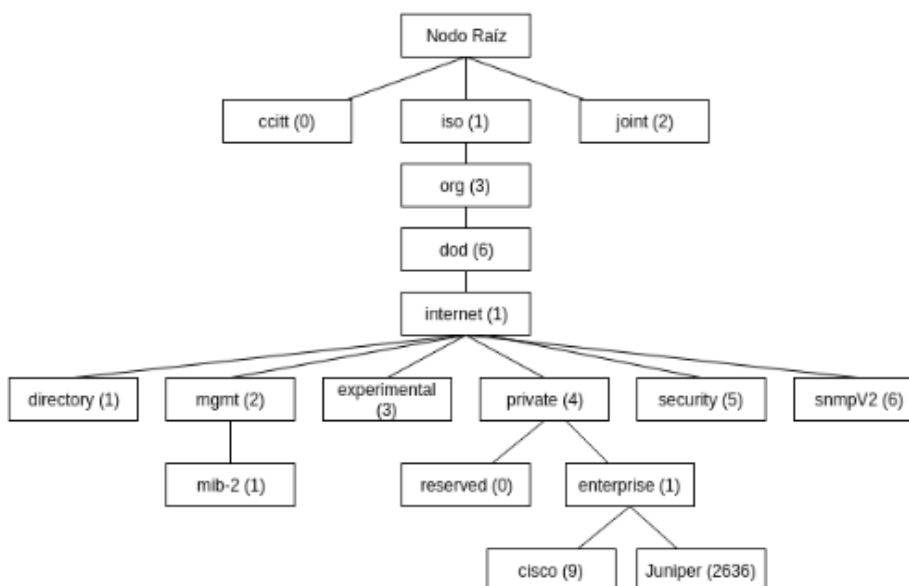 Nodo Raíz
ccitt (0)
iso (1)
joint (2)
org (3)
dod (6)
internet (1)
directory (1)
mgmt (2)
experimental
(3)
private (4)
security (5)
snmpV2 (6)
mib-2 (1)
reserved (0)
enterprise (1)
cisco (9)
Juniper (2636)